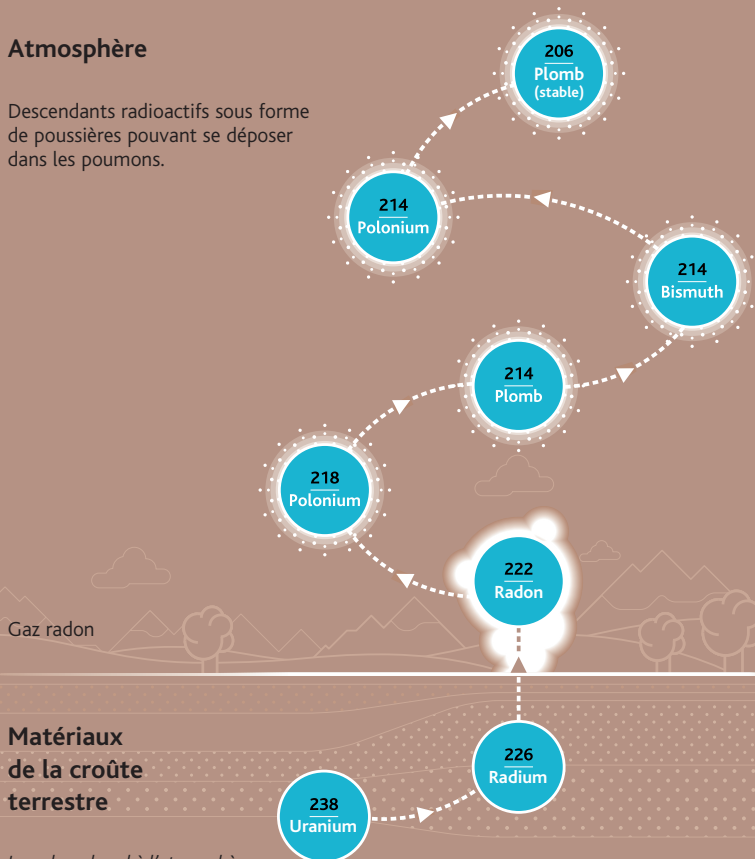 Atmosphère
Descendants radioactifs sous forme
de poussières pouvant se déposer
dans les poumons.
206
Plomb
(stable)
214
Polonium
214
Bismuth
214
Plomb
218
Polonium
222
Radon
Gaz radon
Matériaux
de la croûte
terrestre
226
Radium
238
Uranium